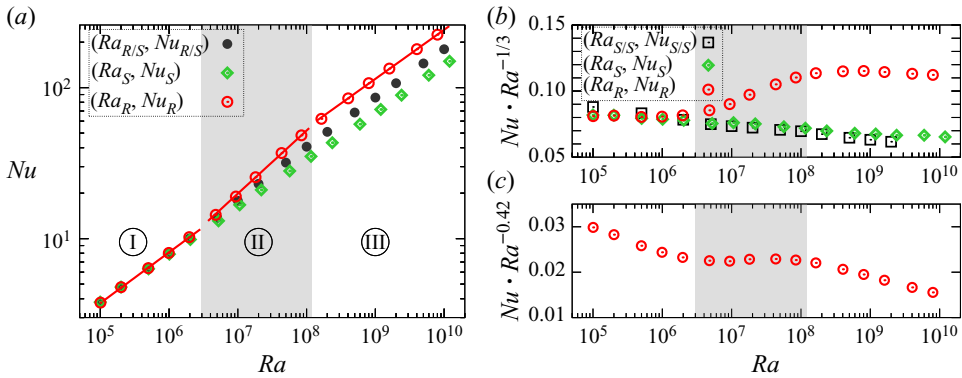 (a)
(Ra_{R/S}, Nu_{R/S})
(Ra_S, Nu_S)
(Ra_R, Nu_R)
Nu
10^2
10^1
I
II
III
10^5 10^6 10^7 10^8 10^9 10^10
Ra
(b)
Nu · Ra^{-1/3}
0.15
0.10
0.05
(Ra_{S/S}, Nu_{S/S})
(Ra_S, Nu_S)
(Ra_R, Nu_R)
10^5 10^6 10^7 10^8 10^9 10^10
(c)
Nu · Ra^{-0.42}
0.03
0.02
0.01
10^5 10^6 10^7 10^8 10^9 10^10
Ra